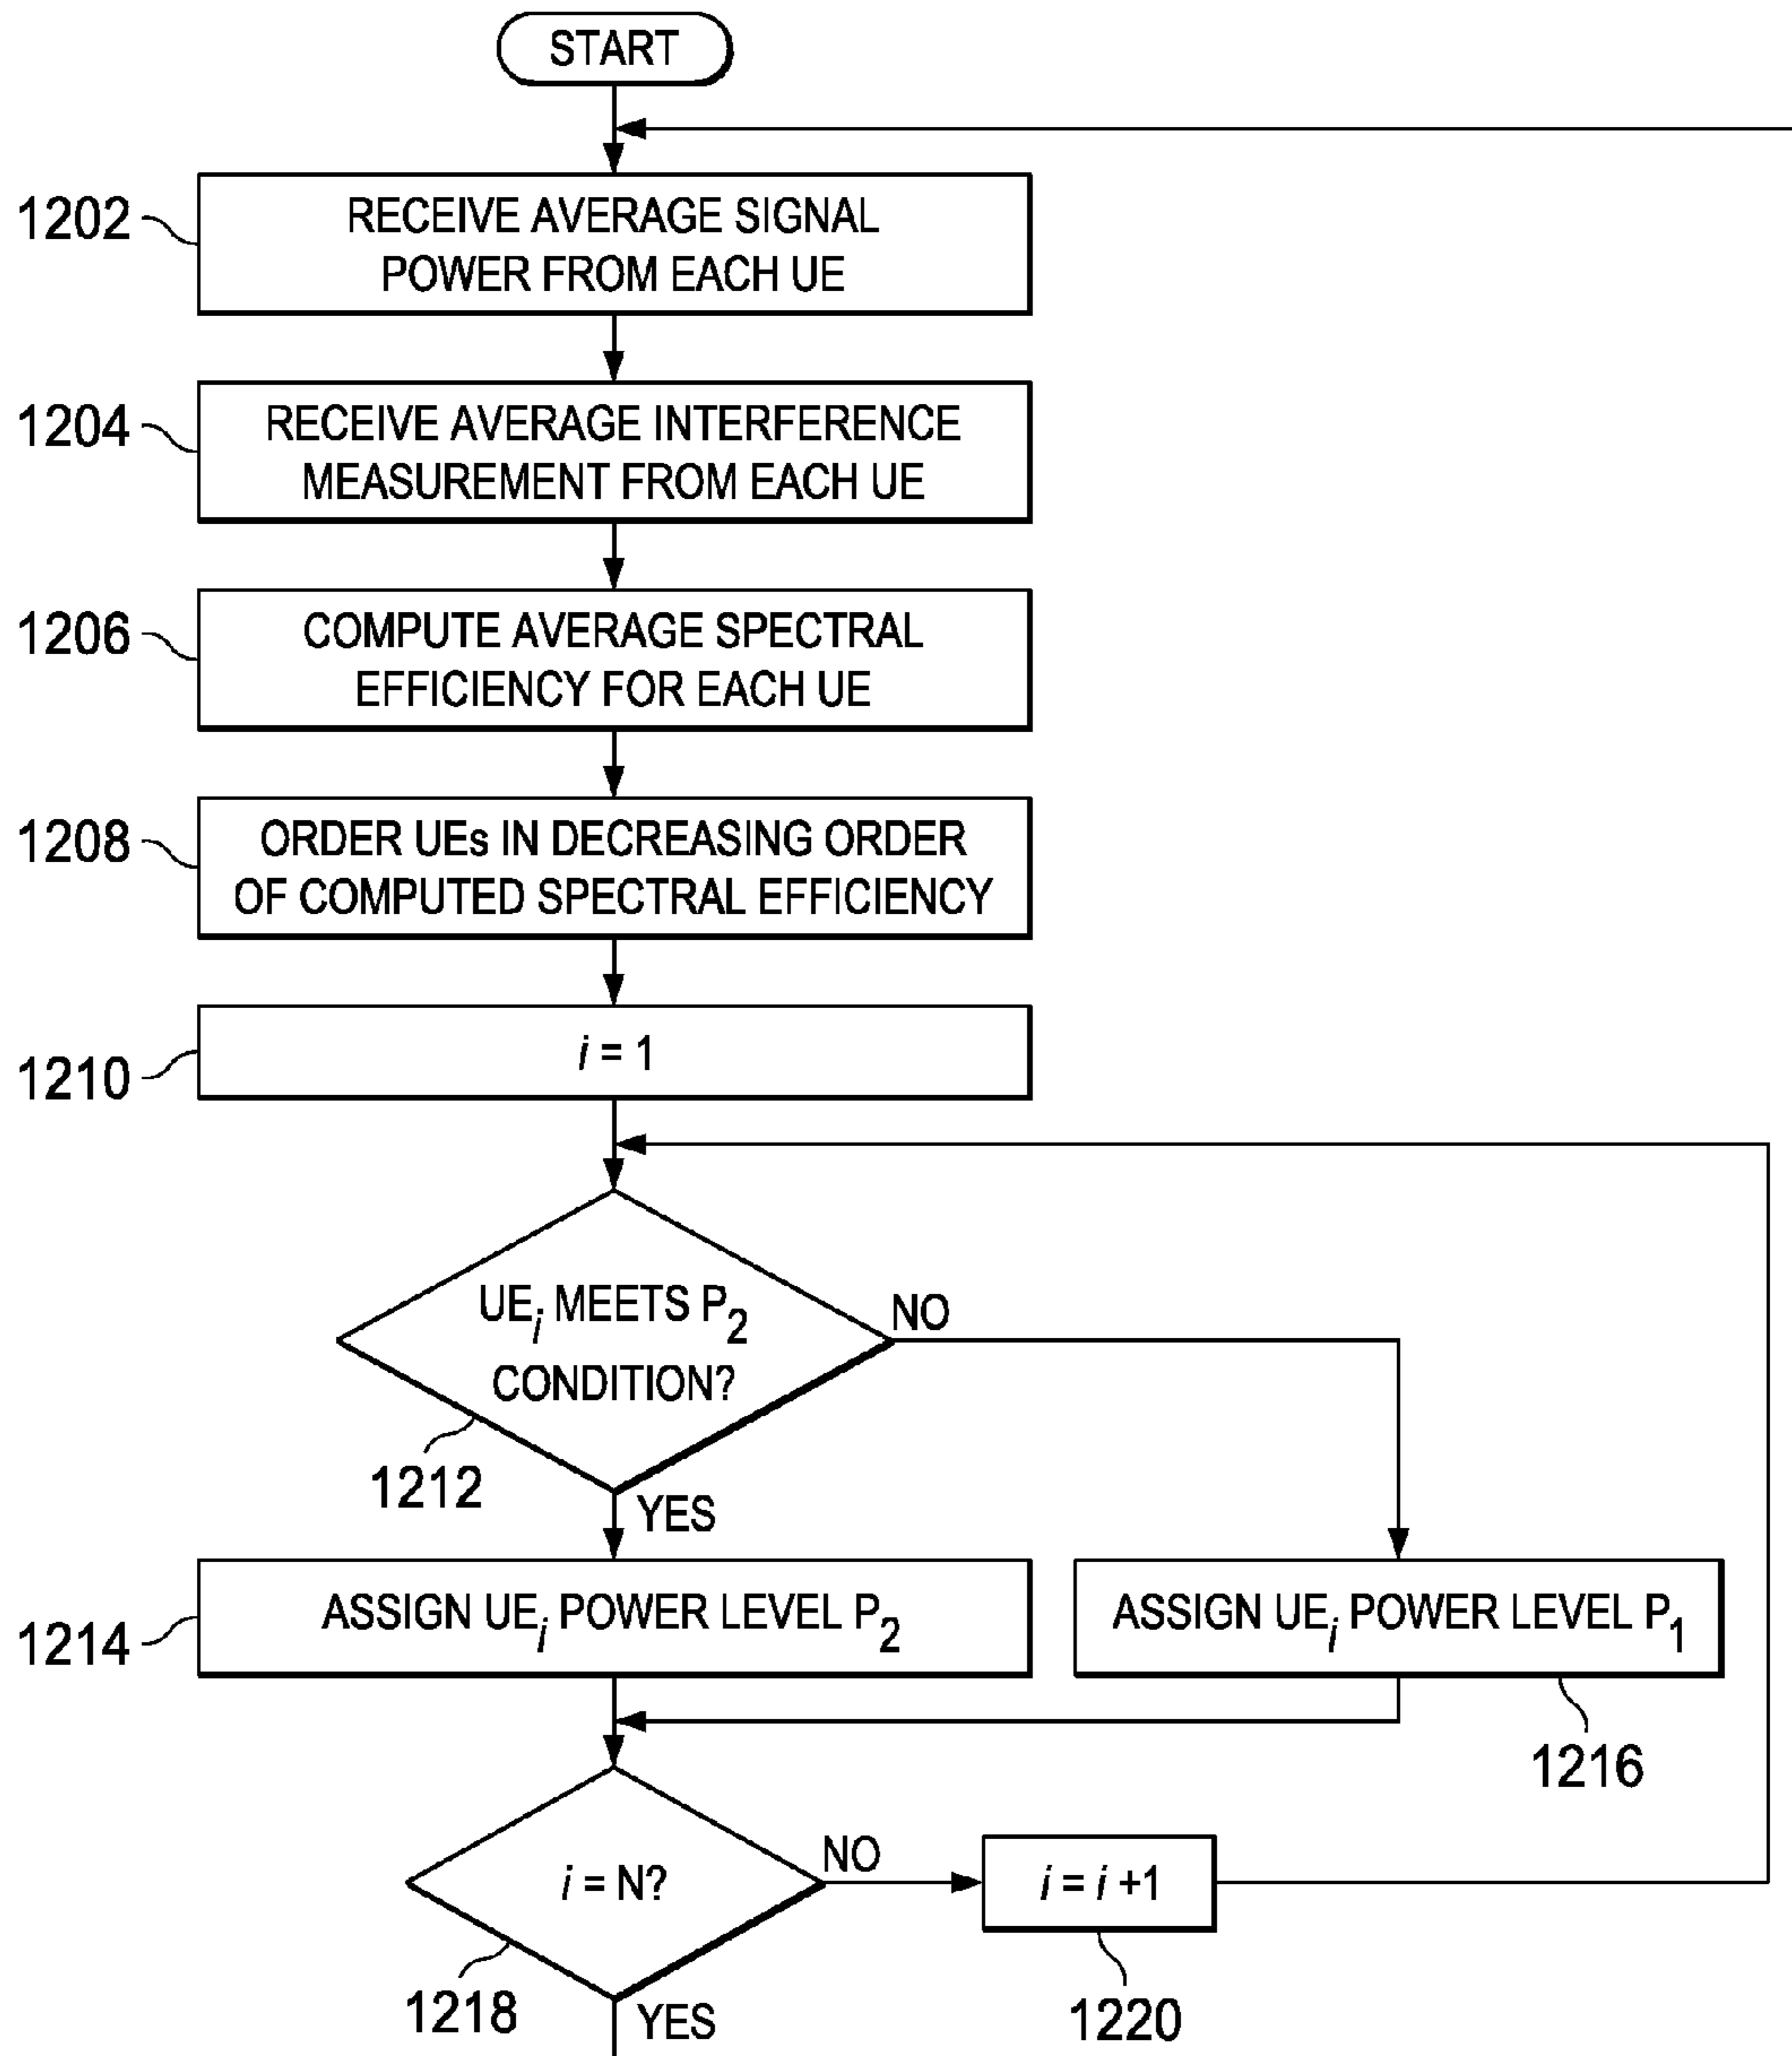 START
1202
RECEIVE AVERAGE SIGNAL
POWER FROM EACH UE
1204
RECEIVE AVERAGE INTERFERENCE
MEASUREMENT FROM EACH UE
1206
COMPUTE AVERAGE SPECTRAL
EFFICIENCY FOR EACH UE
1208
ORDER UEs IN DECREASING ORDER
OF COMPUTED SPECTRAL EFFICIENCY
1210
i = 1
UEi MEETS P2
CONDITION?
NO
1212
YES
1214
ASSIGN UEi POWER LEVEL P2
ASSIGN UEi POWER LEVEL P1
1216
i = N?
NO
i = i +1
1218
YES
1220